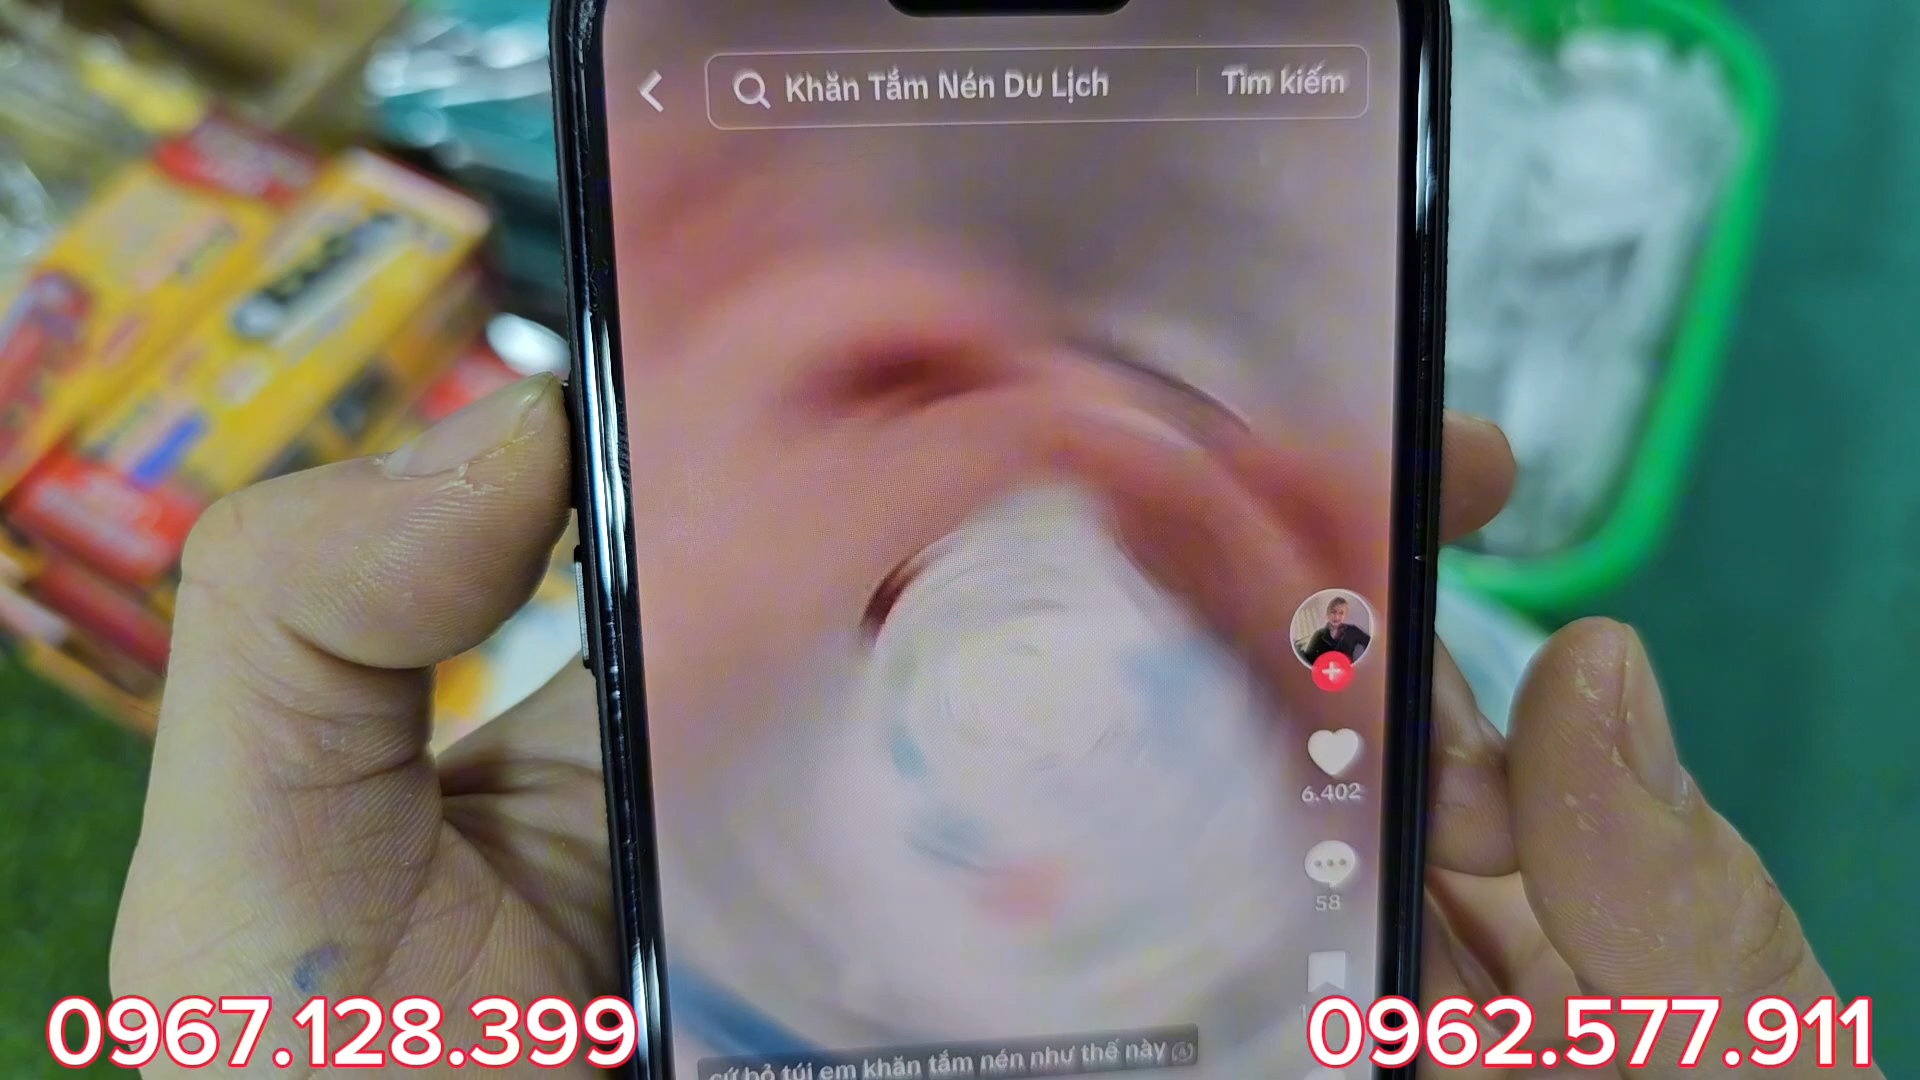 Khăn Tắm Nén Du Lịch
Tìm kiếm
6.402
58
cứ bỏ túi em khăn tắm nén như thế này
0967.128.399
0962.577.911